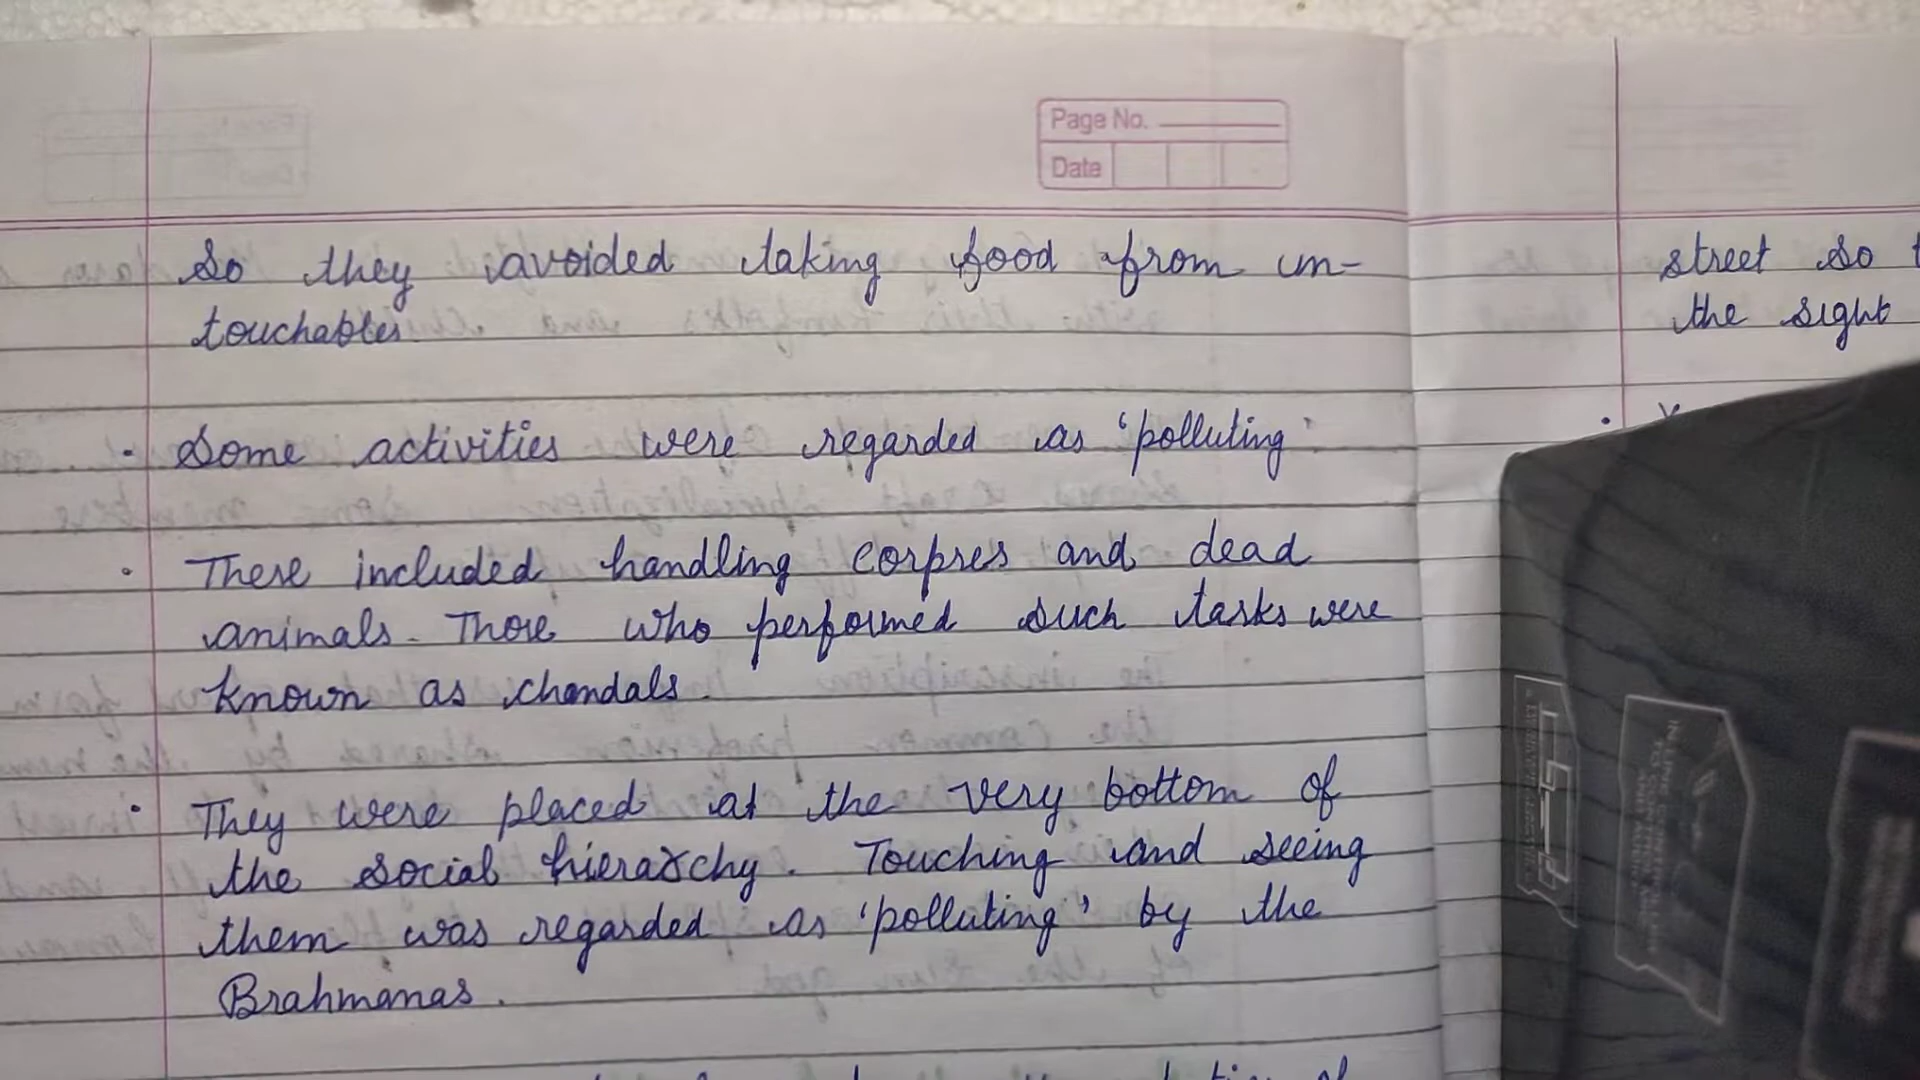 Page No.
Date
So they avoided taking food from un-
touchables
· Some activities were regarded as 'polluting'
· These included handling corpses and dead
animals. Those who performed such tasks were
known as chandals.
· They were placed at the very bottom of
the social hierarchy. Touching and seeing
them was regarded as 'polluting' by the
Brahmanas.
street so
the sight